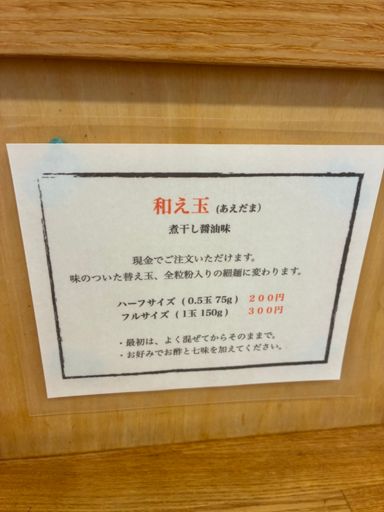 和え玉 (あえだま)
煮干し醤油味
現金でご注文いただけます。
味のついた替え玉、全粒粉入りの細麺に変わります。
ハーフサイズ ( 0.5玉 75g ) 200円
フルサイズ ( 1玉 150g ) 300円
・最初は、よく混ぜてからそのままで。
・お好みでお酢と七味を加えてください。